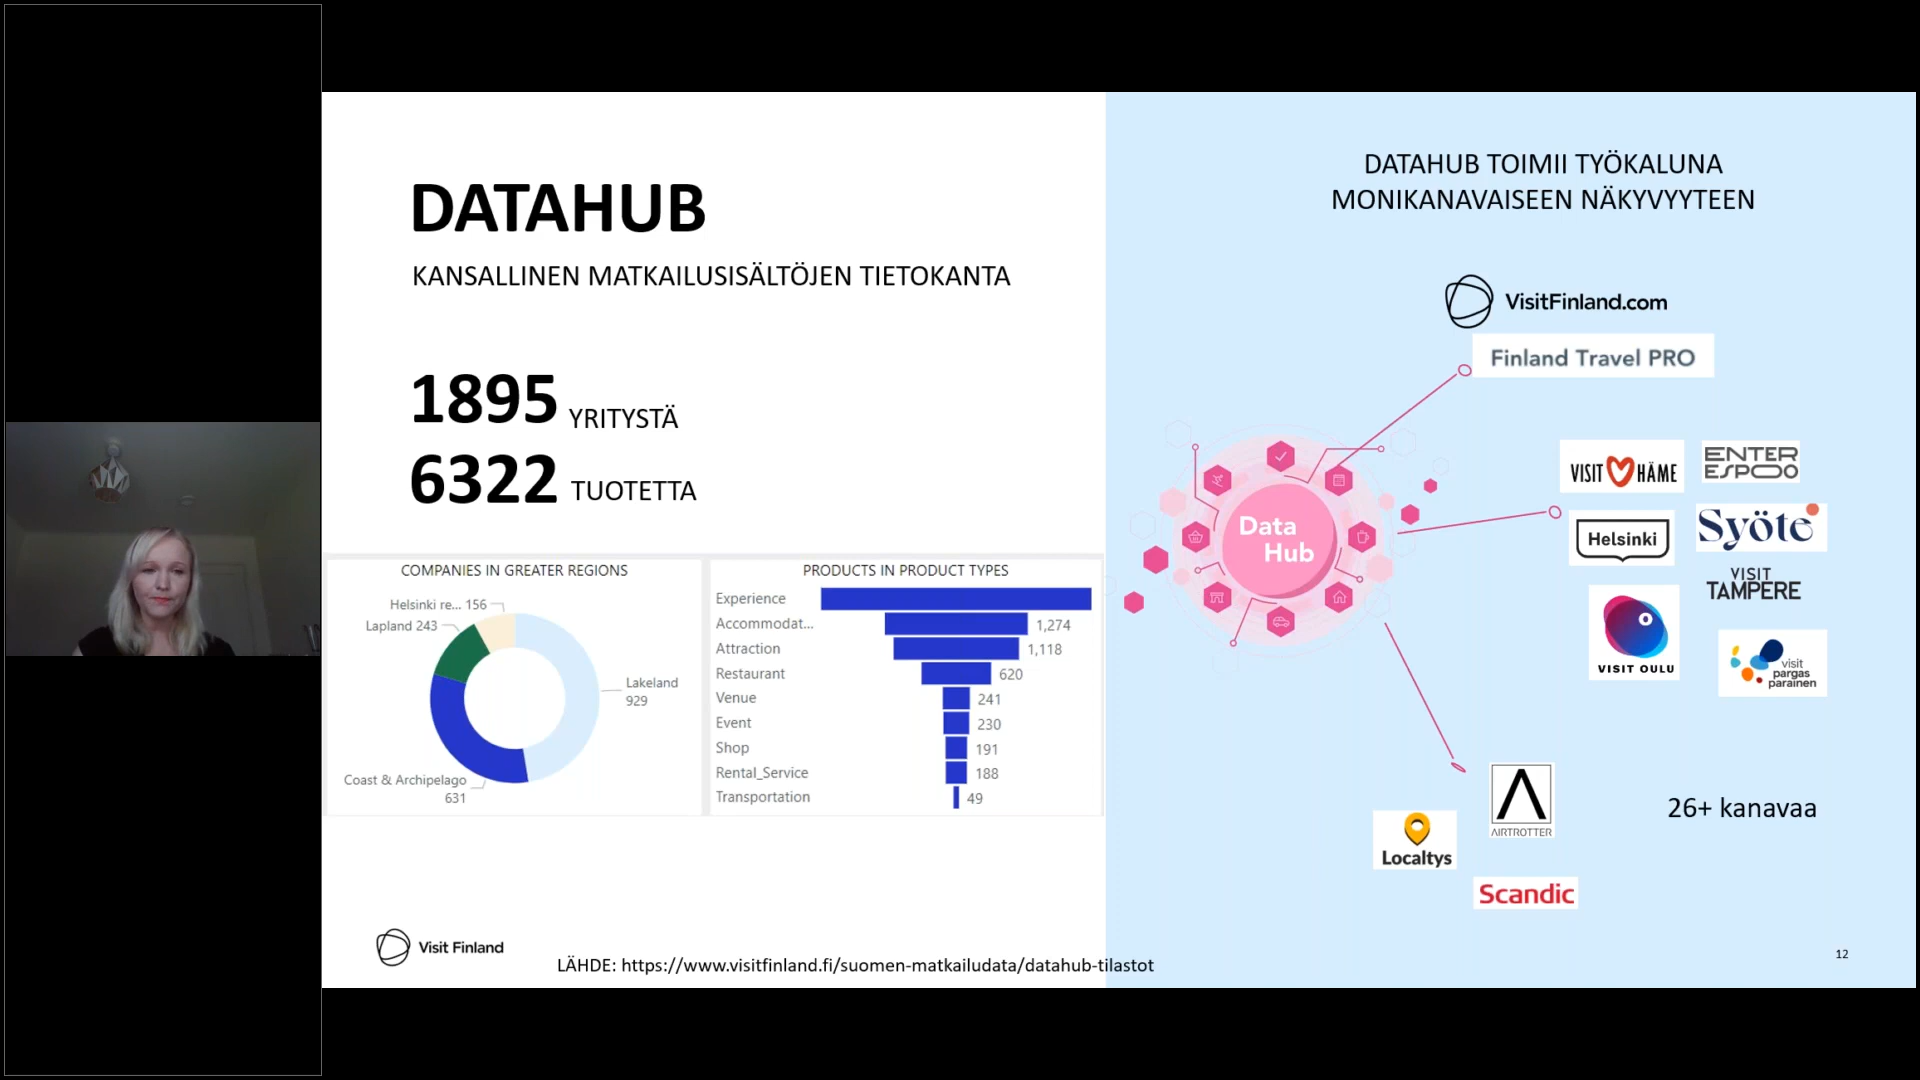 DATAHUB
KANSALLINEN MATKAILUSISÄLTÖJEN TIETOKANTA
1895 YRITYSTÄ
6322 TUOTETTA
COMPANIES IN GREATER REGIONS
Helsinki re... 156
Lapland 243
Lakeland
929
Coast & Archipelago
631
PRODUCTS IN PRODUCT TYPES
Experience
Accommodat... 1,274
Attraction 1,118
Restaurant 620
Venue 241
Event 230
Shop 191
Rental_Service 188
Transportation 49
Visit Finland
LÄHDE: https://www.visitfinland.fi/suomen-matkailudata/datahub-tilastot
DATAHUB TOIMII TYÖKALUNA
MONIKANAVAISEEN NÄKYVYYTEEN
VisitFinland.com
Finland Travel PRO
Data
Hub
VISIT HÄME
ENTER
ESPOO
Helsinki
Syöte
VISIT
TAMPERE
VISIT OULU
visit
pargas
parainen
AIRTROTTER
Localtys
Scandic
26+ kanavaa
12